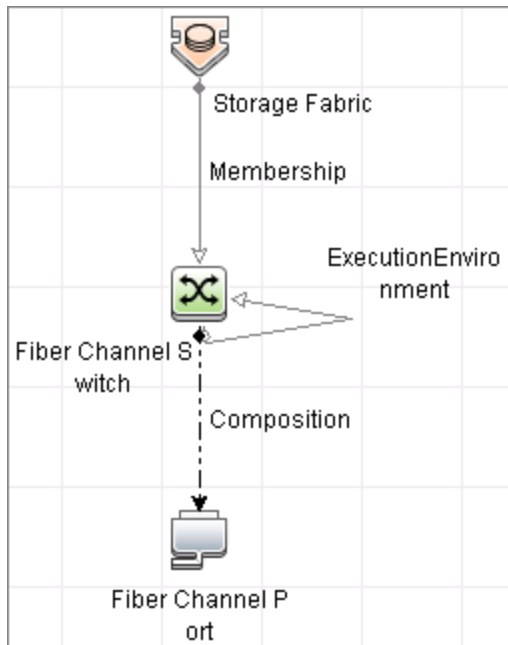 Storage Fabric
Membership
ExecutionEnviro
nment
Fiber Channel S
witch
Composition
Fiber Channel P
ort